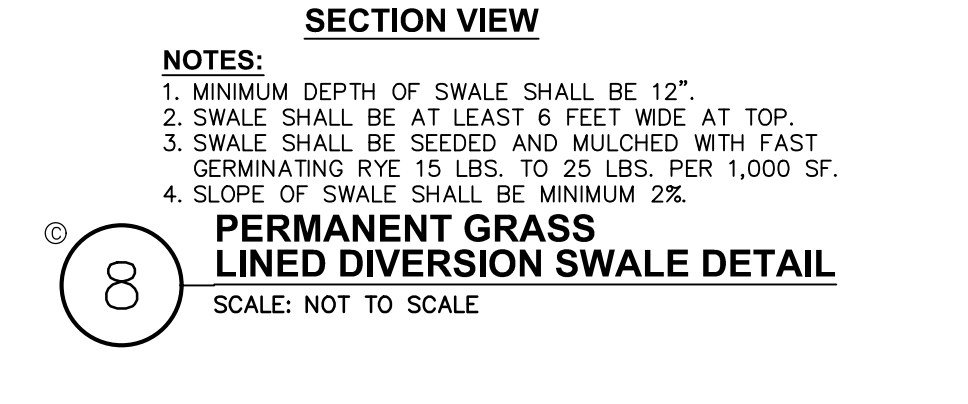 SECTION VIEW
NOTES:
1. MINIMUM DEPTH OF SWALE SHALL BE 12".
2. SWALE SHALL BE AT LEAST 6 FEET WIDE AT TOP.
3. SWALE SHALL BE SEEDED AND MULCHED WITH FAST
GERMINATING RYE 15 LBS. TO 25 LBS. PER 1,000 SF.
4. SLOPE OF SWALE SHALL BE MINIMUM 2%.
©
8
PERMANENT GRASS
LINED DIVERSION SWALE DETAIL
SCALE: NOT TO SCALE